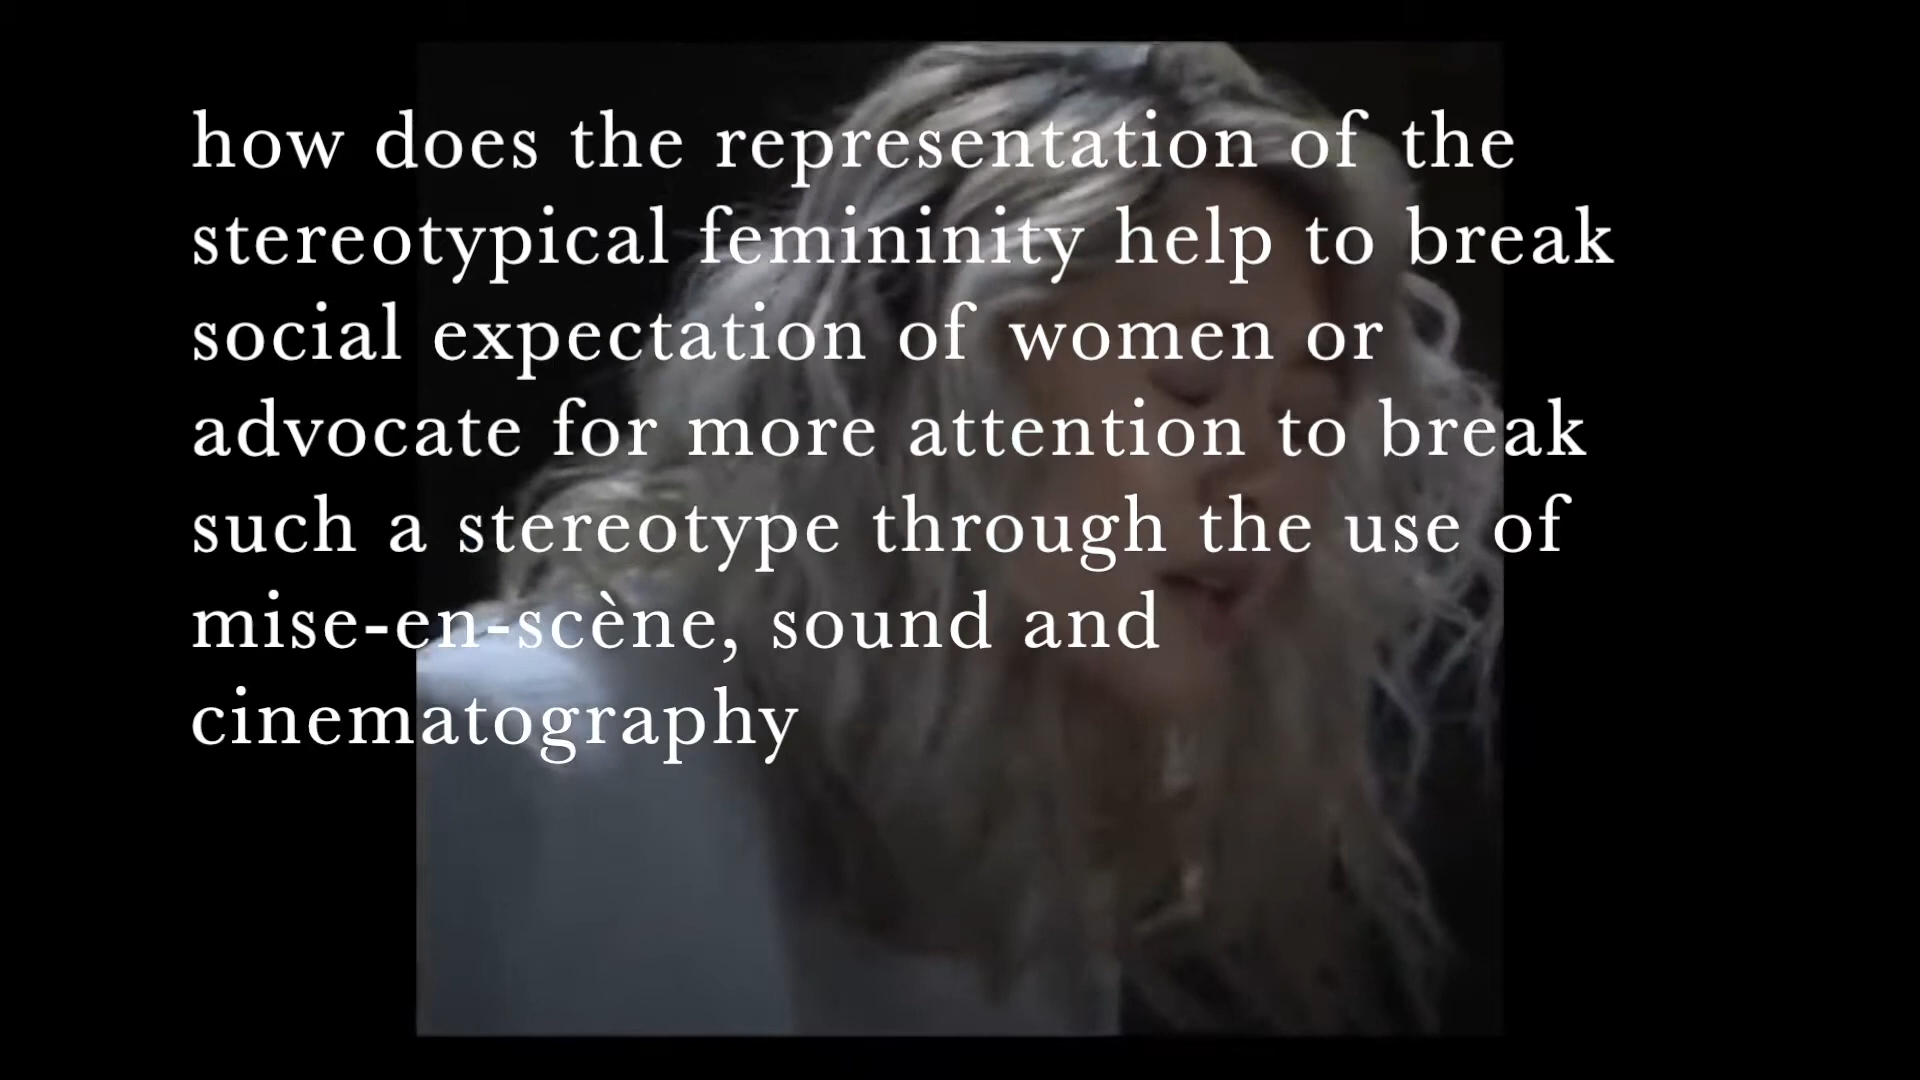 how does the representation of the
stereotypical femininity help to break
social expectation of women or
advocate for more attention to break
such a stereotype through the use of
mise-en-scène, sound and
cinematography